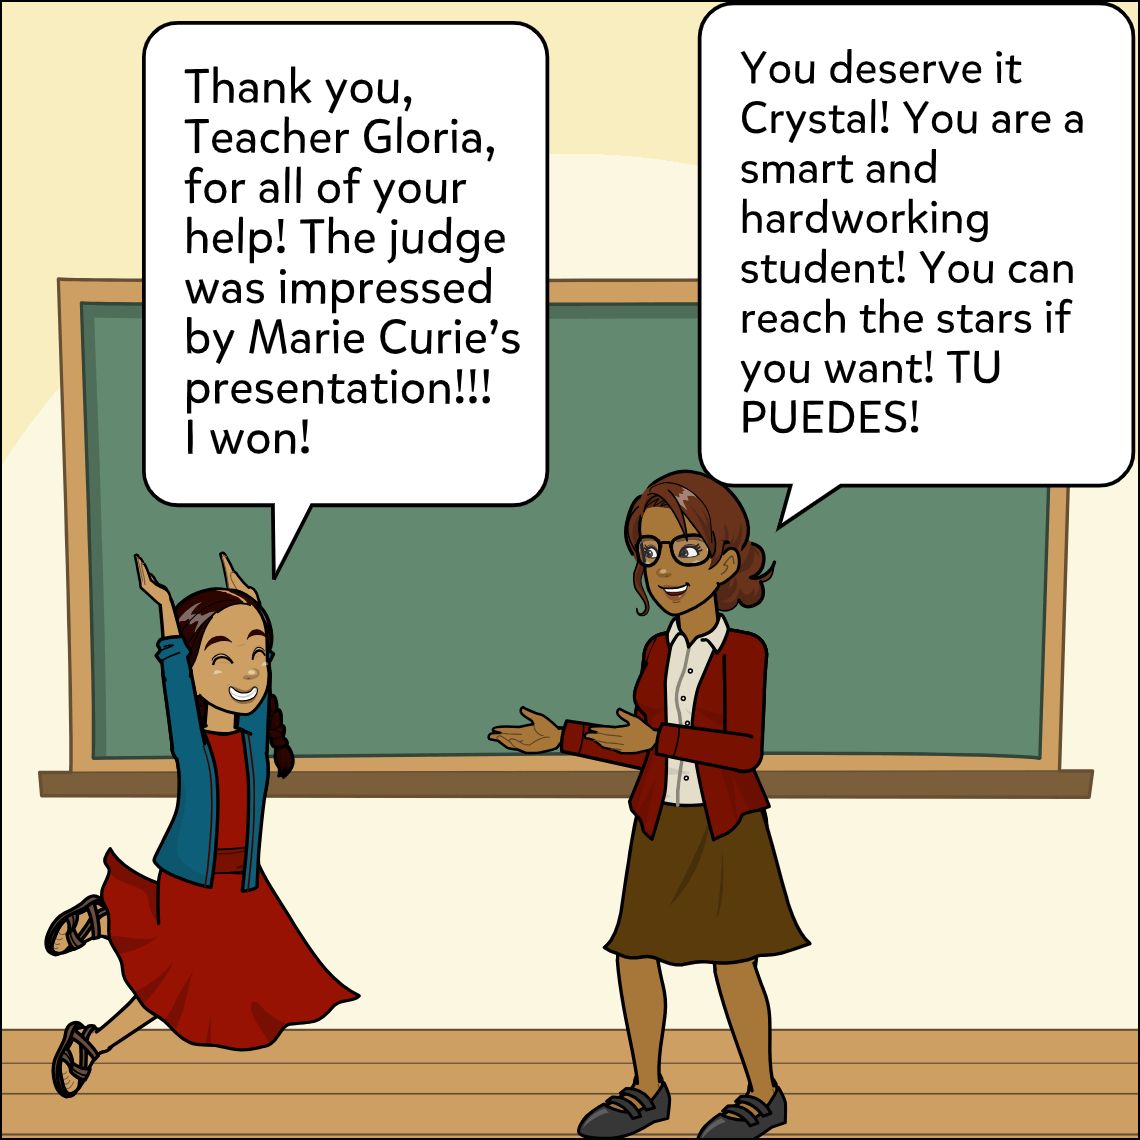 Thank you,
Teacher Gloria,
for all of your
help! The judge
was impressed
by Marie Curie's
presentation!!!
I won!
You deserve it
Crystal! You are a
smart and
hardworking
student! You can
reach the stars if
you want! TU
PUEDES!